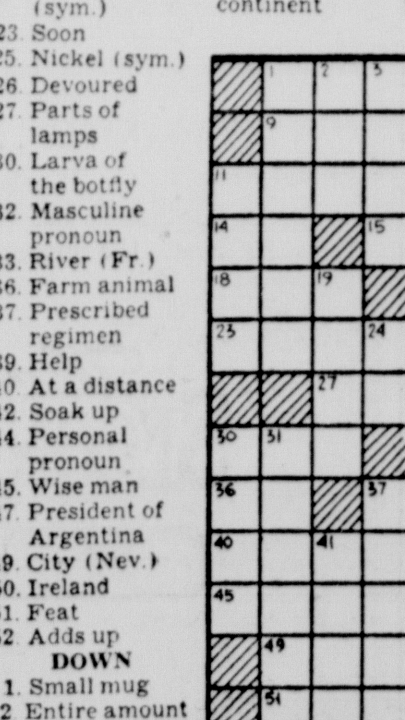 (sym.)
23. Soon
25. Nickel (sym.)
26. Devoured
27. Parts of
lamps
30. Larva of
the botfly
32. Masculine
pronoun
33. River (Fr.)
36. Farm animal
37. Prescribed
regimen
39. Help
40. At a distance
42. Soak up
44. Personal
pronoun
45. Wise man
47. President of
Argentina
49. City (Nev.)
50. Ireland
51. Feat
52. Adds up
DOWN
1. Small mug
2 Entire amount
continent
1 2 3
9
11
14 15
18 19
23 24
27
30 31
36 37
40 41
45
49
51